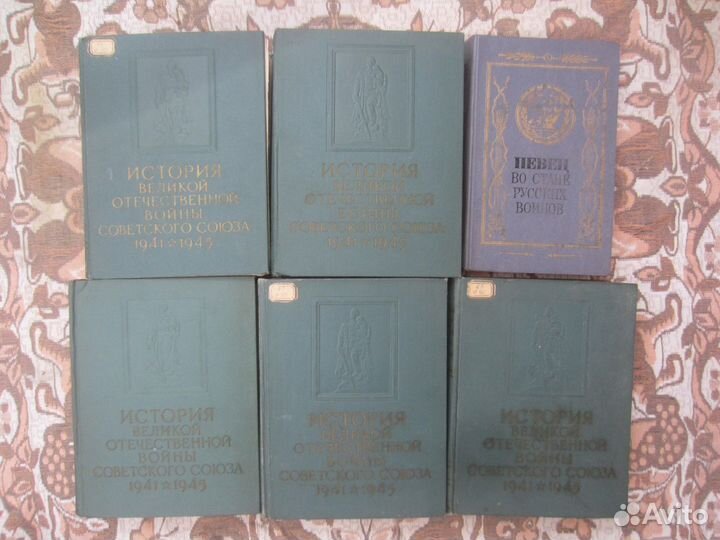 ИСТОРИЯ
ВЕЛИКОЙ
ОТЕЧЕСТВЕННОЙ
ВОЙНЫ
СОВЕТСКОГО СОЮЗА
1941 ★ 1945
ИСТОРИЯ
ВЕЛИКОЙ
ОТЕЧЕСТВЕННОЙ
ВОЙНЫ
СОВЕТСКОГО СОЮЗА
1941 ★ 1945
ПЕВЕЦ
ВО СТАНЕ
РУССКИХ
ВОИНОВ
ИСТОРИЯ
ВЕЛИКОЙ
ОТЕЧЕСТВЕННОЙ
ВОЙНЫ
СОВЕТСКОГО СОЮЗА
1941 ★ 1945
ИСТОРИЯ
ВЕЛИКОЙ
ОТЕЧЕСТВЕННОЙ
ВОЙНЫ
СОВЕТСКОГО СОЮЗА
1941 ★ 1945
ИСТОРИЯ
ВЕЛИКОЙ
ОТЕЧЕСТВЕННОЙ
ВОЙНЫ
СОВЕТСКОГО СОЮЗА
1941 ★ 1945
Avito